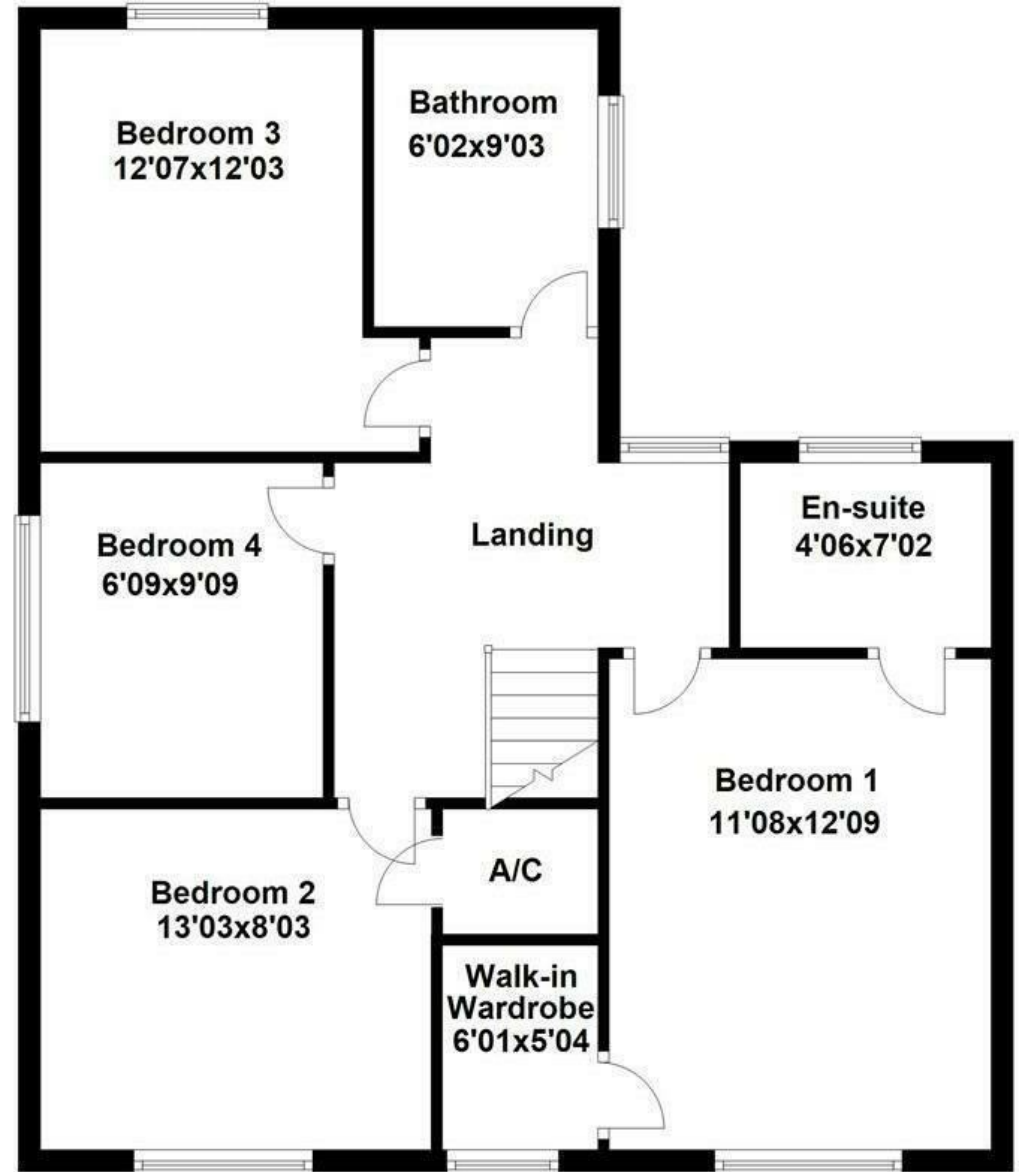 Bedroom 3
12'07x12'03
Bathroom
6'02x9'03
Bedroom 4
6'09x9'09
Landing
En-suite
4'06x7'02
Bedroom 1
11'08x12'09
Bedroom 2
13'03x8'03
A/C
Walk-in
Wardrobe
6'01x5'04